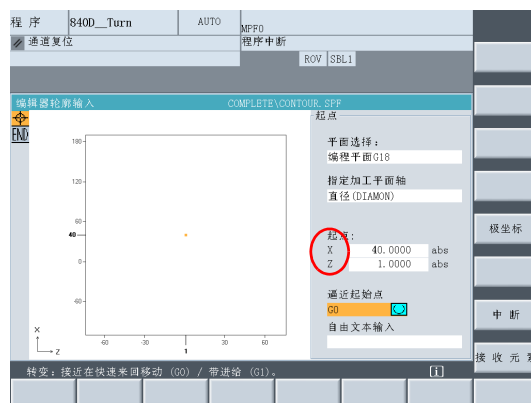 程 序 840D__Turn AUTO MPF0
通道复位 程序中断
ROV SBL1
编辑器轮廓输入 COMPLETE\CONTOUR.SPF
END
起点
平面选择:
编程平面G18
指定加工平面轴
直径(DIAMON)
起点:
X 40.0000 abs
Z 1.0000 abs
逼近起始点
G0
自由文本输入
180
120
60
40
0
-60
X
Z
-60 -30 1 30 60
极坐标
中 断
接 收 元 素
转变: 接近在快速来回移动 (G0) / 带进给 (G1)。
i